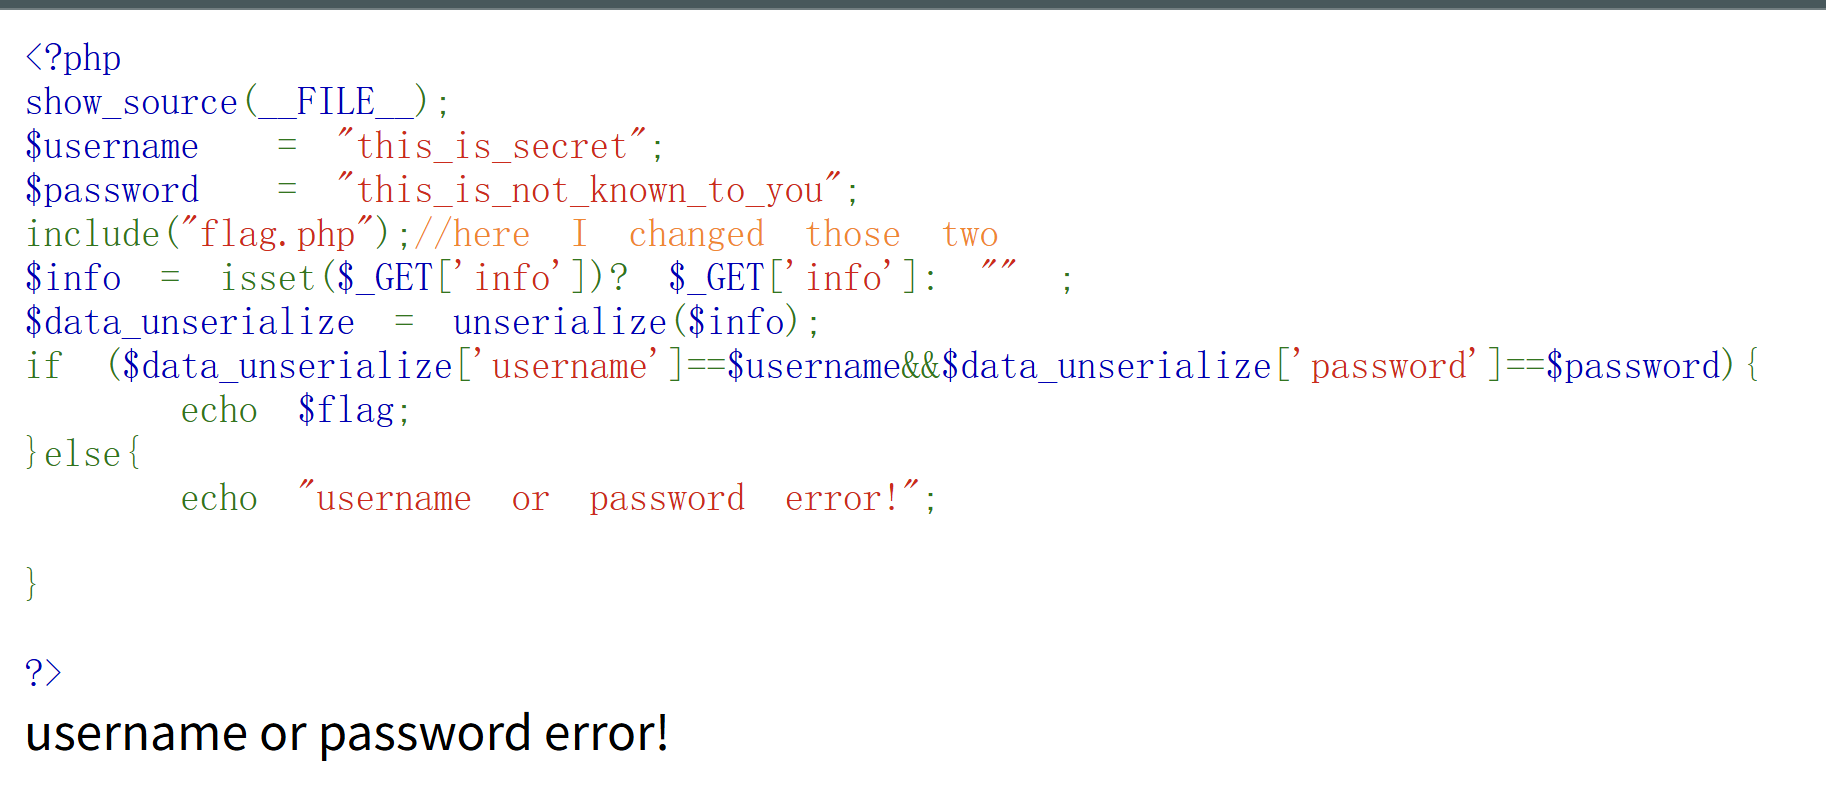 <?php
show_source(__FILE__);
$username  =  "this_is_secret";
$password  =  "this_is_not_known_to_you";
include("flag.php");//here I changed those two
$info = isset($_GET['info'])? $_GET['info']: "" ;
$data_unserialize = unserialize($info);
if ($data_unserialize['username']==$username&&$data_unserialize['password']==$password){
    echo $flag;
}else{
    echo "username or password error!";
}
?>
username or password error!